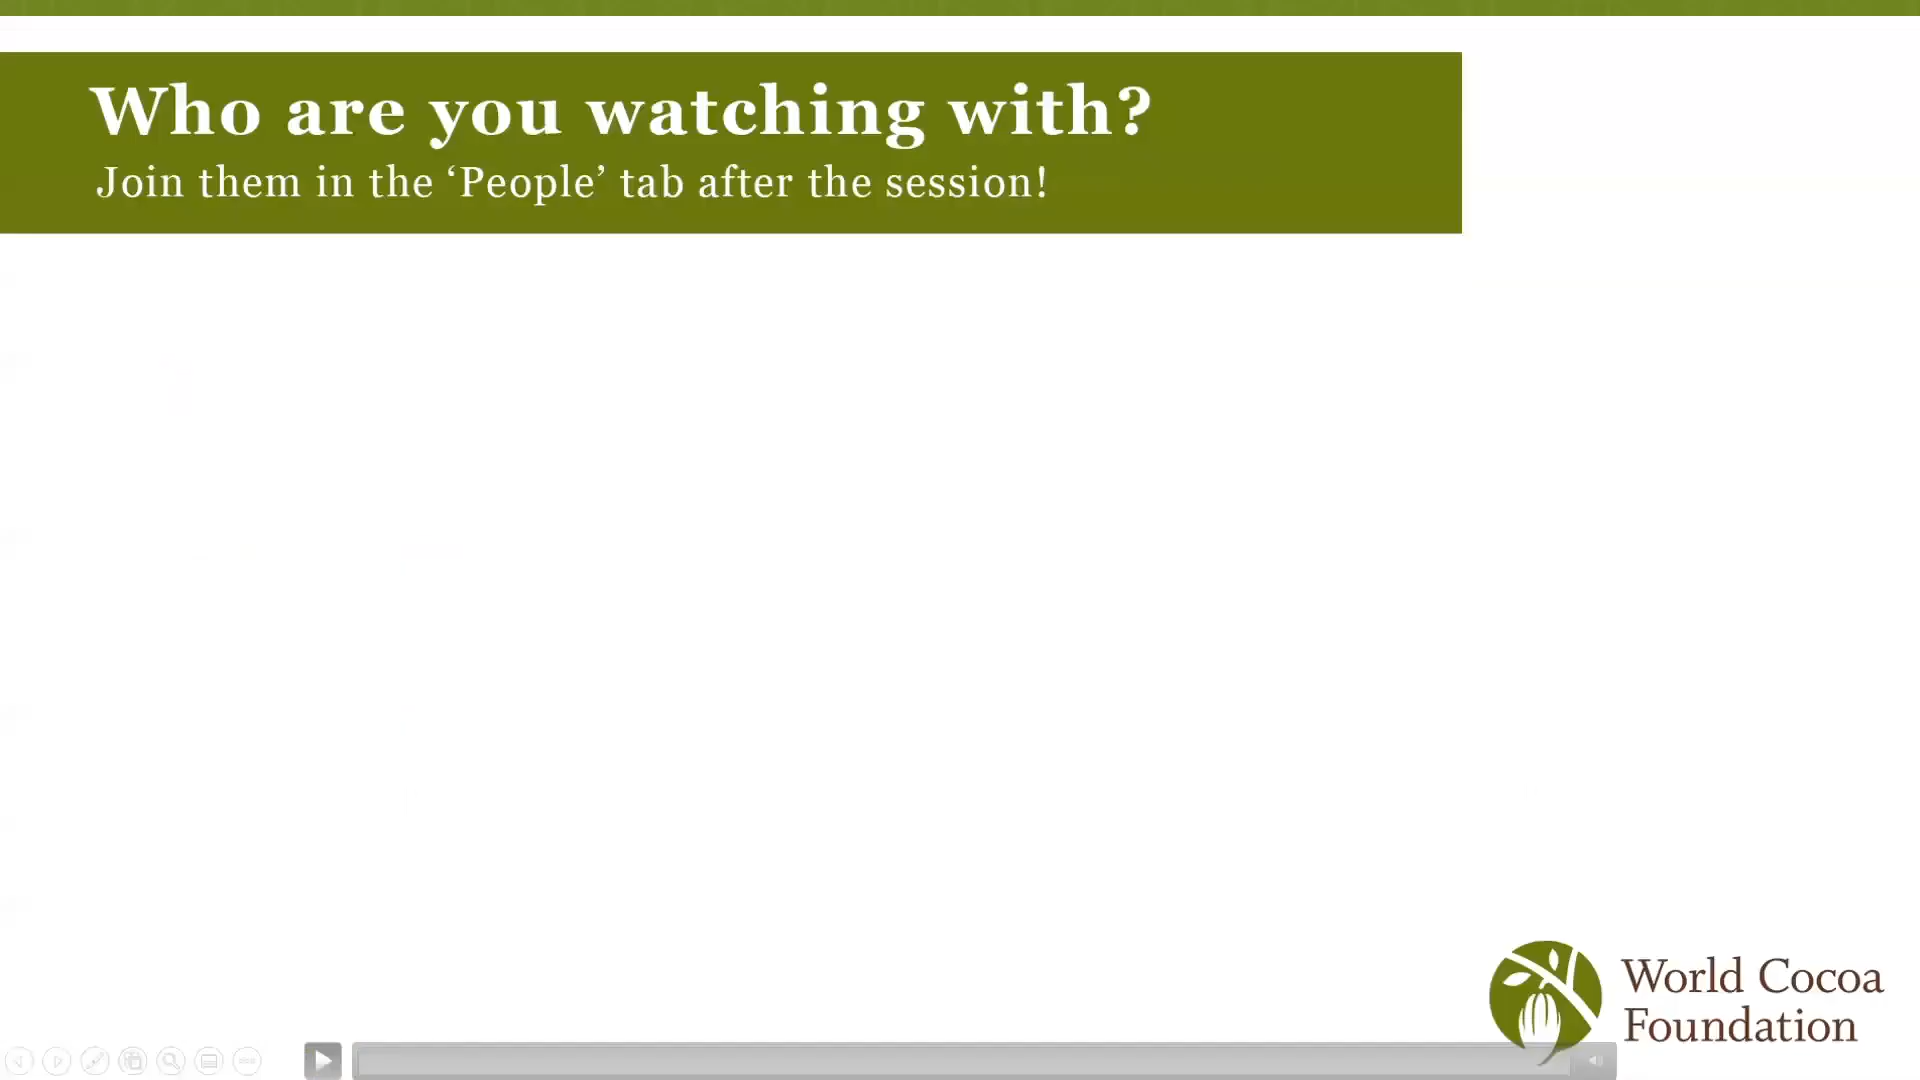 Who are you watching with?
Join them in the ‘People’ tab after the session!
World Cocoa
Foundation